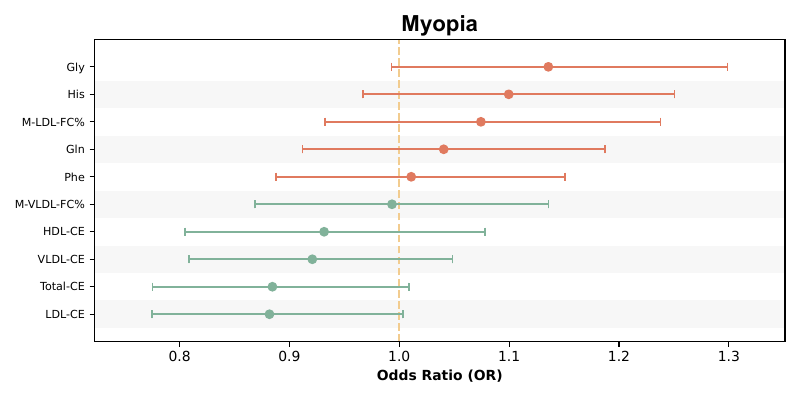 Myopia
Gly
His
M-LDL-FC%
Gln
Phe
M-VLDL-FC%
HDL-CE
VLDL-CE
Total-CE
LDL-CE
0.8 0.9 1.0 1.1 1.2 1.3
Odds Ratio (OR)